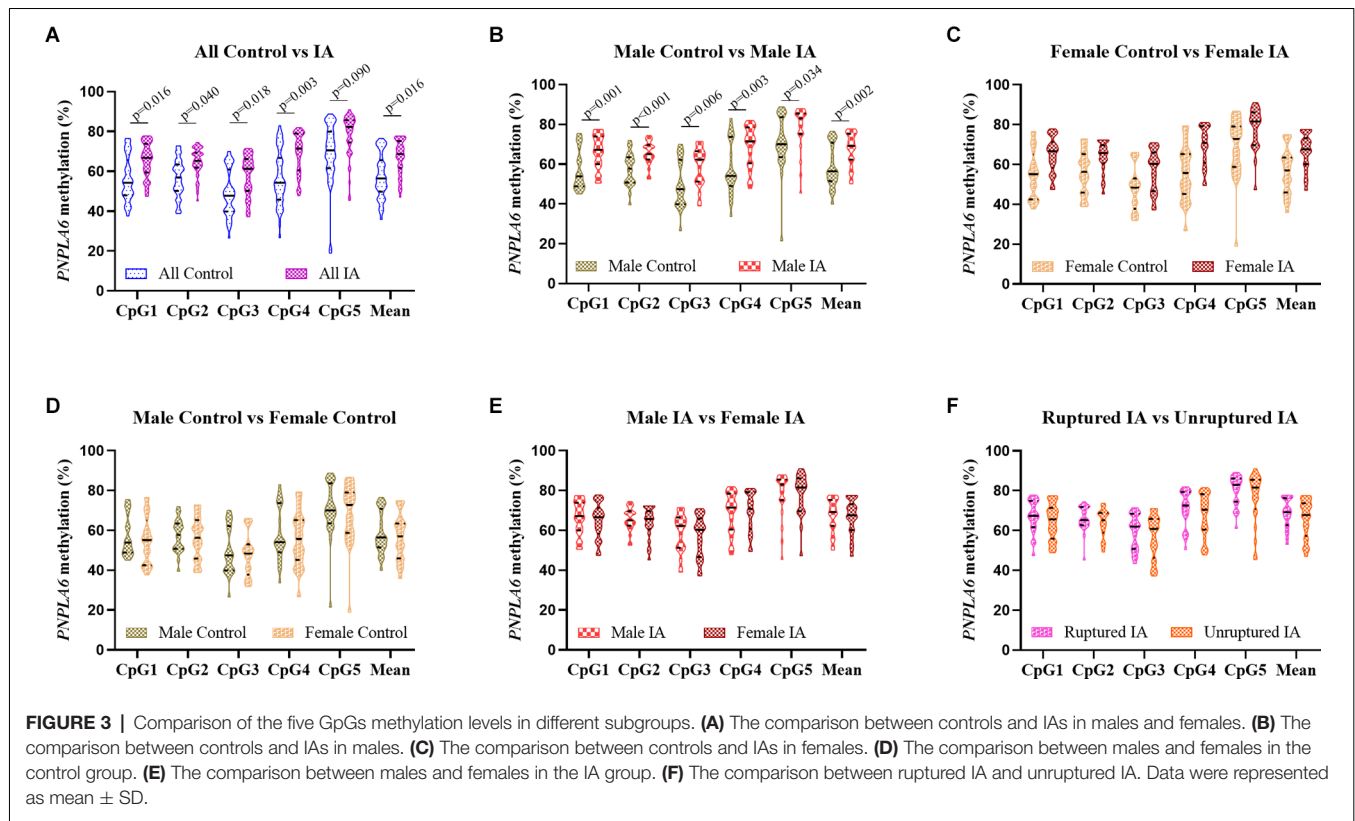 A
All Control vs IA
p=0.016
p=0.040
p=0.018
p=0.003
p=0.090
p=0.016
PNPLA6 methylation (%)
100
80
60
40
20
0
All Control
All IA
CpG1 CpG2 CpG3 CpG4 CpG5 Mean
B
Male Control vs Male IA
p=0.001
p<0.001
p=0.006
p=0.003
p=0.034
p=0.002
PNPLA6 methylation (%)
100
80
60
40
20
0
Male Control
Male IA
CpG1 CpG2 CpG3 CpG4 CpG5 Mean
C
Female Control vs Female IA
PNPLA6 methylation (%)
100
80
60
40
20
0
Female Control
Female IA
CpG1 CpG2 CpG3 CpG4 CpG5 Mean
D
Male Control vs Female Control
PNPLA6 methylation (%)
100
80
60
40
20
0
Male Control
Female Control
CpG1 CpG2 CpG3 CpG4 CpG5 Mean
E
Male IA vs Female IA
PNPLA6 methylation (%)
100
80
60
40
20
0
Male IA
Female IA
CpG1 CpG2 CpG3 CpG4 CpG5 Mean
F
Ruptured IA vs Unruptured IA
PNPLA6 methylation (%)
100
80
60
40
20
0
Ruptured IA
Unruptured IA
CpG1 CpG2 CpG3 CpG4 CpG5 Mean
FIGURE 3 | Comparison of the five GpGs methylation levels in different subgroups. (A) The comparison between controls and IAs in males and females. (B) The
comparison between controls and IAs in males. (C) The comparison between controls and IAs in females. (D) The comparison between males and females in the
control group. (E) The comparison between males and females in the IA group. (F) The comparison between ruptured IA and unruptured IA. Data were represented
as mean ± SD.